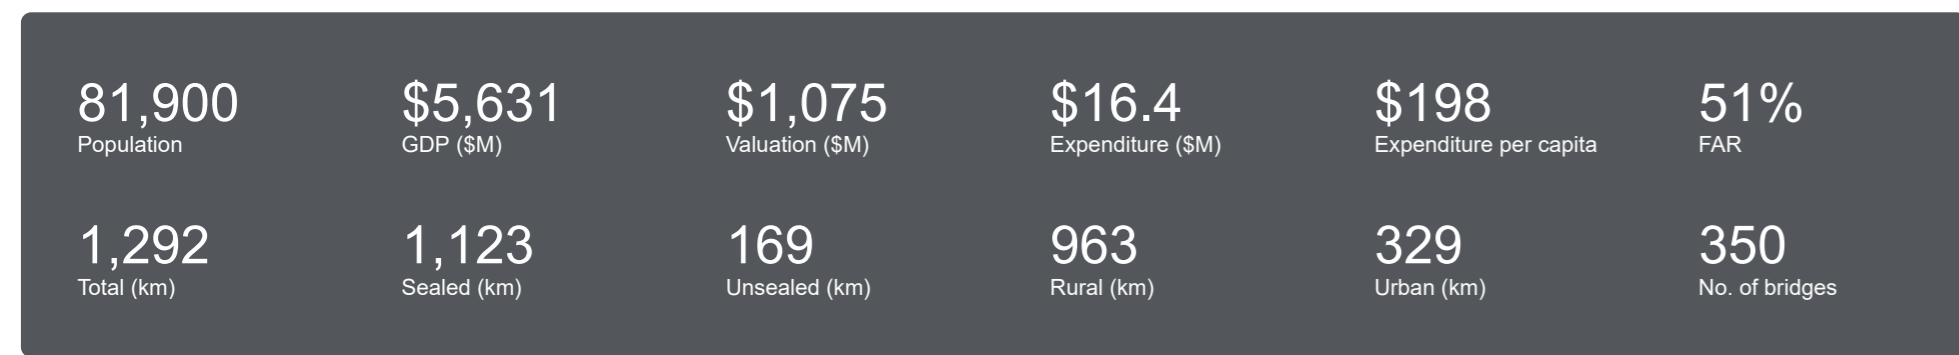 81,900 $5,631 $1,075 $16.4 $198 51%
Population GDP ($M) Valuation ($M) Expenditure ($M) Expenditure per capita FAR
1,292 1,123 169 963 329 350
Total (km) Sealed (km) Unsealed (km) Rural (km) Urban (km) No. of bridges